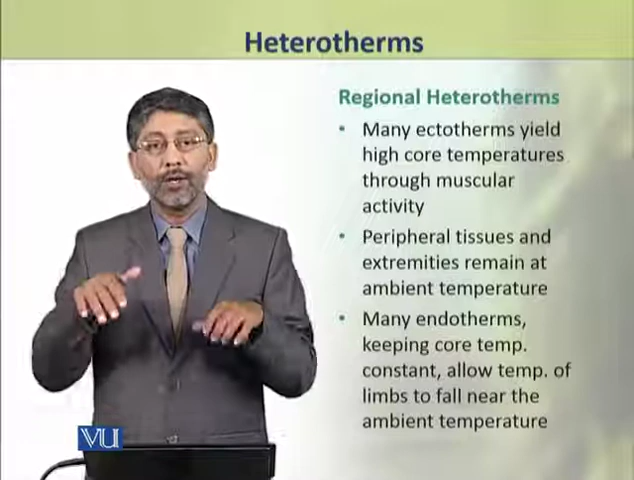 Heterotherms
Regional Heterotherms
• Many ectotherms yield
high core temperatures
through muscular
activity
• Peripheral tissues and
extremities remain at
ambient temperature
• Many endotherms,
keeping core temp.
constant, allow temp. of
limbs to fall near the
ambient temperature
VU